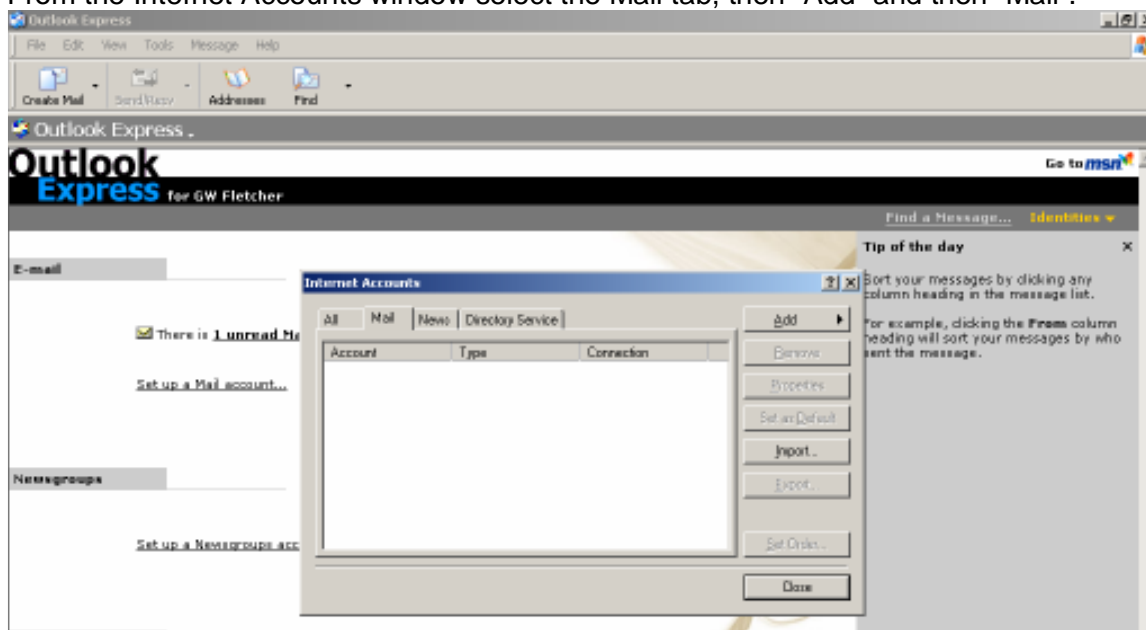 From the Internet Accounts window select the Mail tab, then "Add" and then "Mail".
Outlook Express
File Edit View Tools Message Help
Create Mail Send/Recv Addresses Find
Outlook Express .
Outlook
Express for GW Fletcher
Go to msn
Find a Message... Identities
Tip of the day
Sort your messages by clicking any
column heading in the message list.
For example, clicking the From column
heading will sort your messages by who
sent the message.
E-mail
There is 1 unread Ma
Set up a Mail account...
Newsgroups
Set up a Newsgroups acc
Internet Accounts
All Mail News Directory Service
Account Type Connection
Add
Remove
Properties
Set as Default
Import...
Export...
Set Order...
Close